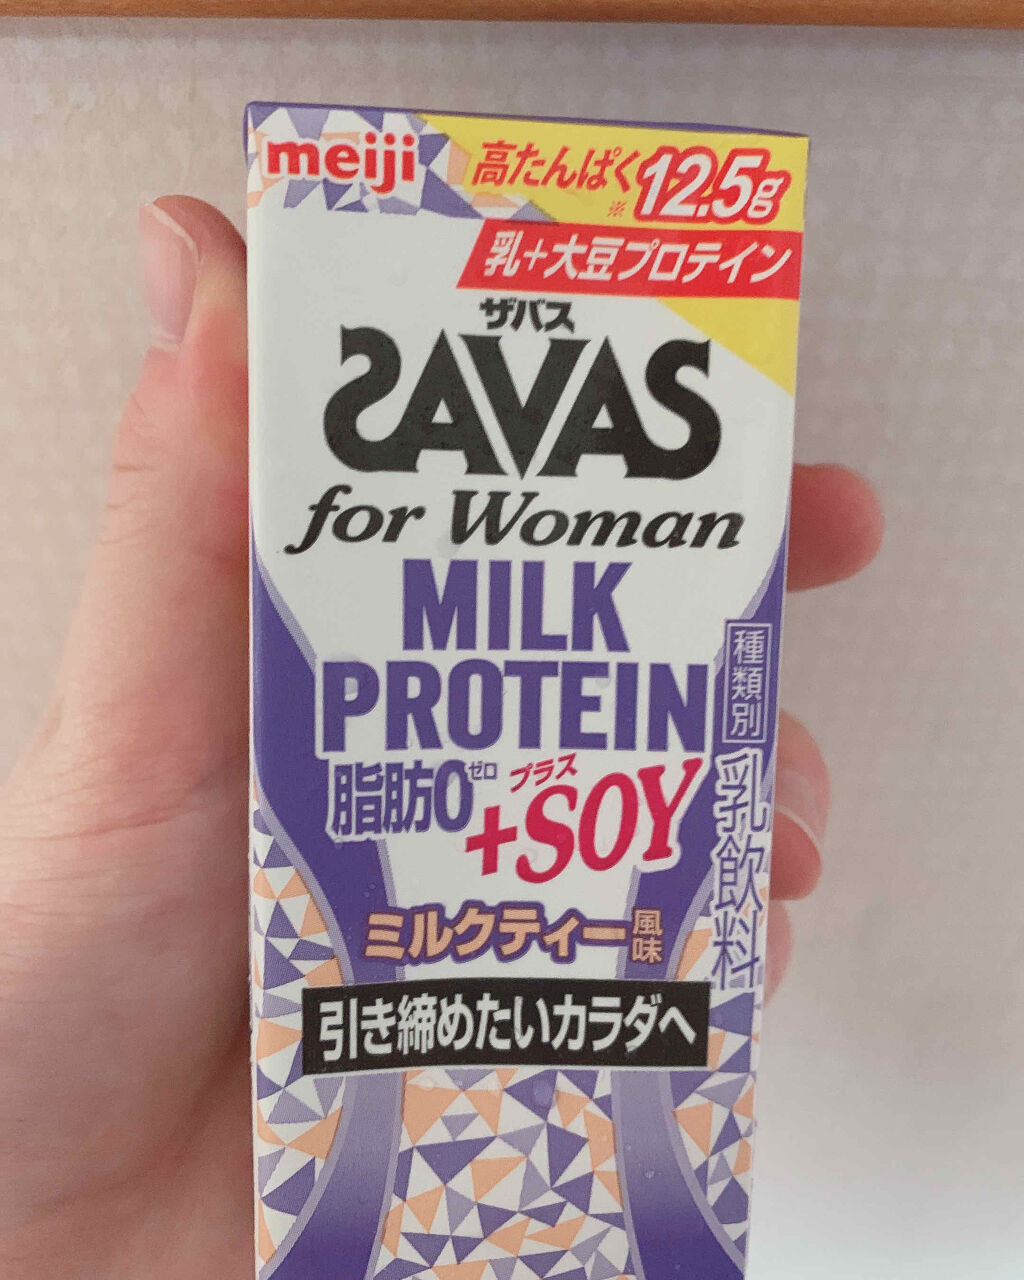 meiji
高たんぱく※12.5g
乳+大豆プロテイン
ザバス
SAVAS
for Woman
MILK
PROTEIN
脂肪0ゼロ
プラス
+SOY
ミルクティー風味
引き締めたいカラダへ
種類別
乳飲料